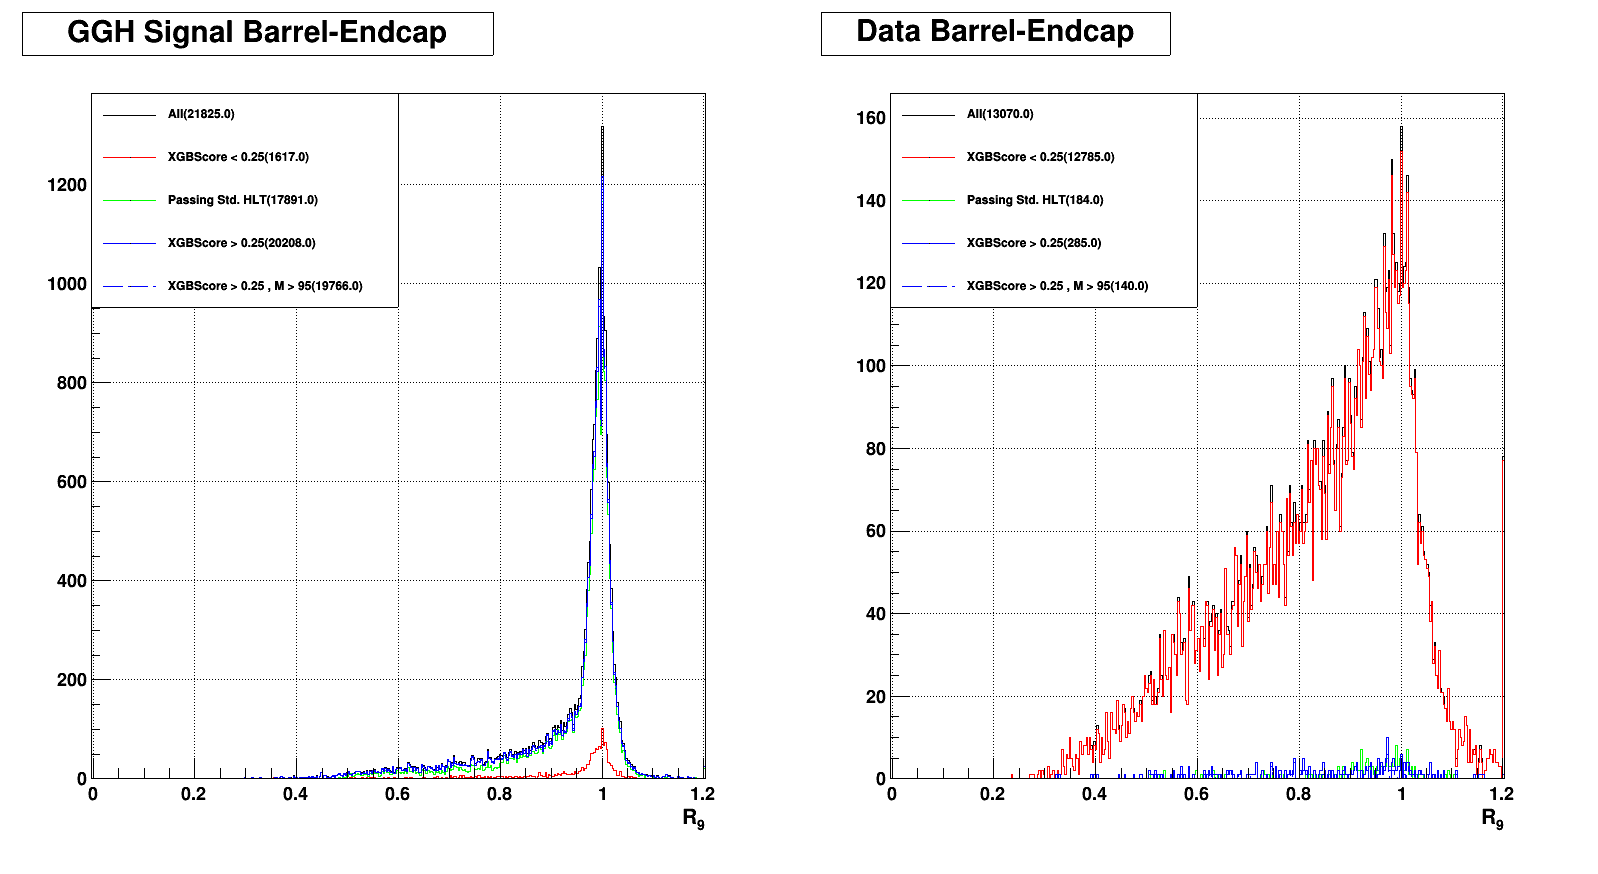 GGH Signal Barrel-Endcap
All(21825.0)
XGBScore < 0.25(1617.0)
Passing Std. HLT(17891.0)
XGBScore > 0.25(20208.0)
XGBScore > 0.25 , M > 95(19766.0)
1200
1000
800
600
400
200
0
0 0.2 0.4 0.6 0.8 1 1.2
R9
Data Barrel-Endcap
All(13070.0)
XGBScore < 0.25(12785.0)
Passing Std. HLT(184.0)
XGBScore > 0.25(285.0)
XGBScore > 0.25 , M > 95(140.0)
160
140
120
100
80
60
40
20
0
0 0.2 0.4 0.6 0.8 1 1.2
R9